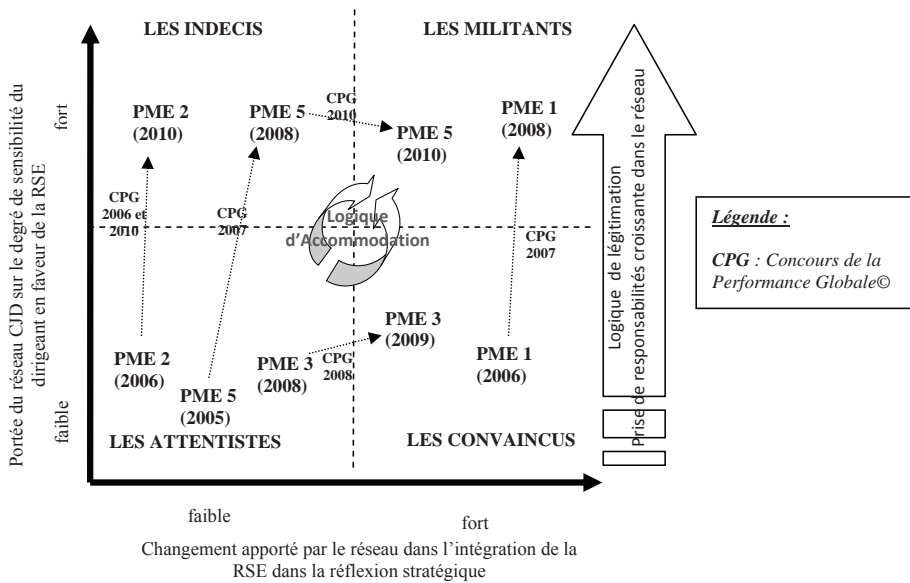 LES INDECIS
LES MILITANTS
Portée du réseau CJD sur le degré de sensibilité du
dirigeant en faveur de la RSE
fort
faible
PME 2
(2010)
PME 5
(2008)
CPG
2010
PME 5
(2010)
PME 1
(2008)
CPG
2006 et
2010
CPG
2007
Logique
d'Accommodation
CPG
2007
PME 2
(2006)
PME 5
(2005)
PME 3
(2008)
CPG
2008
PME 3
(2009)
PME 1
(2006)
LES ATTENTISTES
LES CONVAINCUS
Logique de légitimation
Prise de responsabilités croissante dans le réseau
Légende :
CPG : Concours de la
Performance Globale©
faible
fort
Changement apporté par le réseau dans l'intégration de la
RSE dans la réflexion stratégique